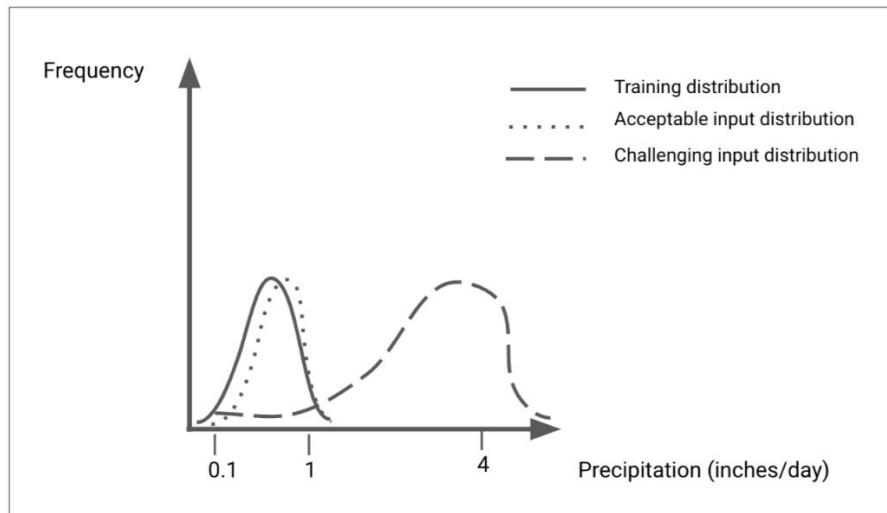 Frequency
Training distribution
Acceptable input distribution
Challenging input distribution
0.1
1
4
Precipitation (inches/day)